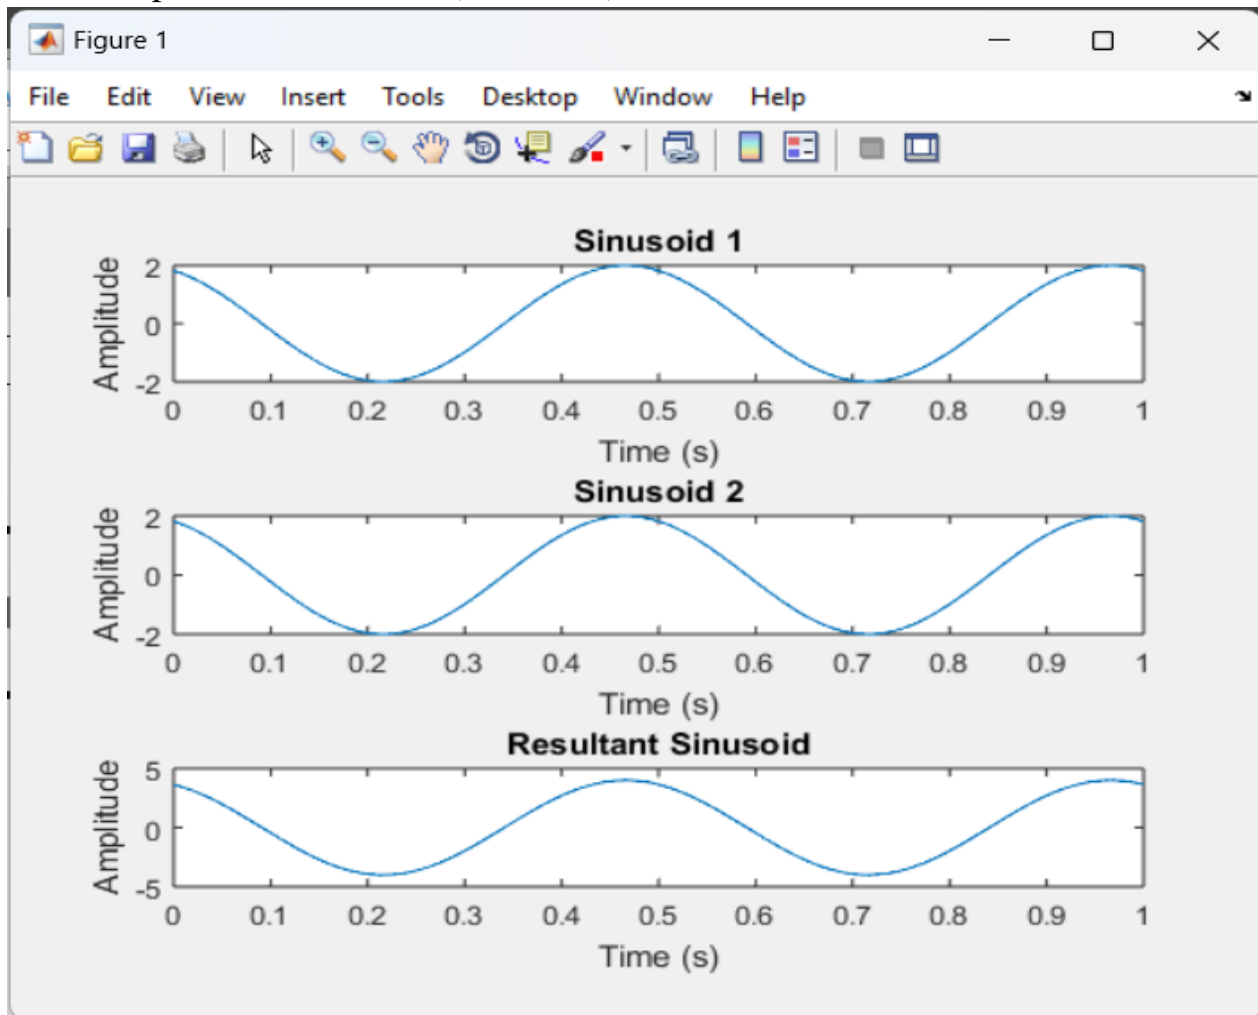 Figure 1
File Edit View Insert Tools Desktop Window Help
Sinusoid 1
Amplitude
2
0
-2
0 0.1 0.2 0.3 0.4 0.5 0.6 0.7 0.8 0.9 1
Time (s)
Sinusoid 2
Amplitude
2
0
-2
0 0.1 0.2 0.3 0.4 0.5 0.6 0.7 0.8 0.9 1
Time (s)
Resultant Sinusoid
Amplitude
5
0
-5
0 0.1 0.2 0.3 0.4 0.5 0.6 0.7 0.8 0.9 1
Time (s)